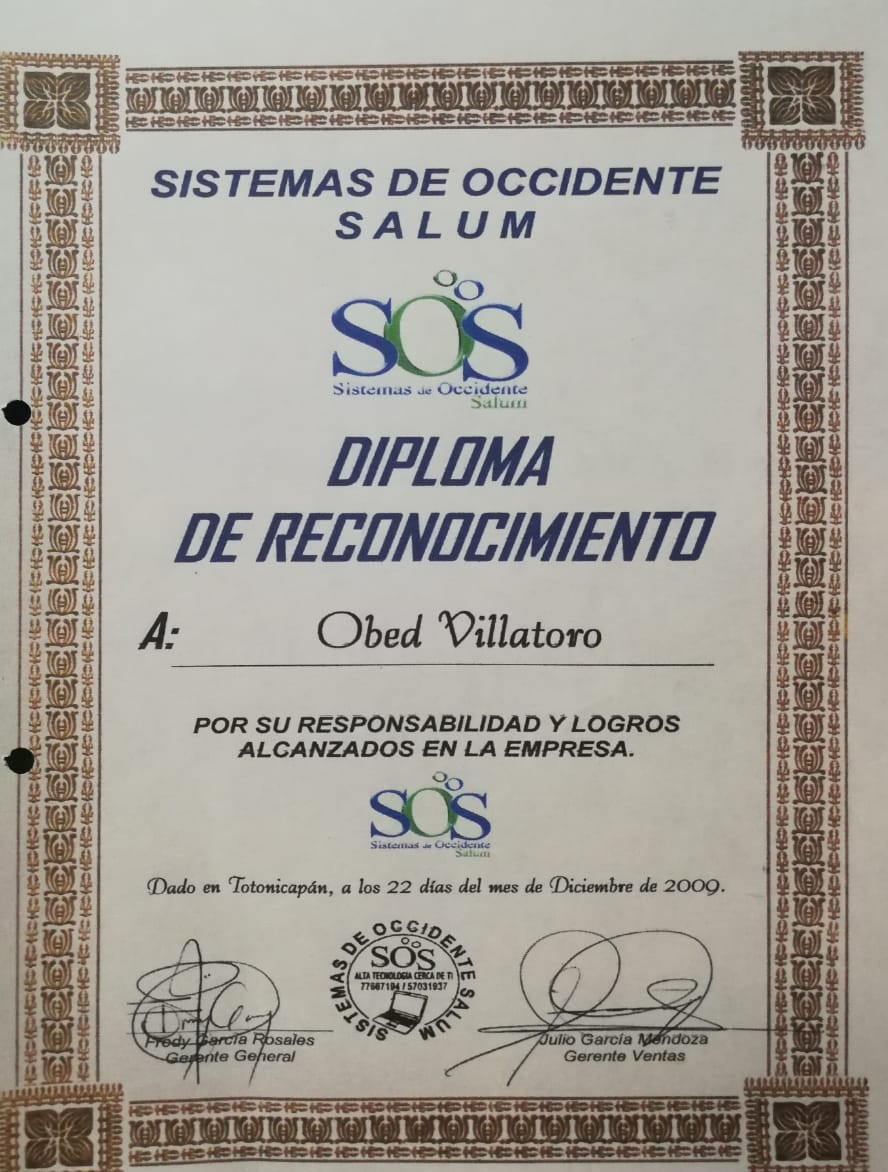 SISTEMAS DE OCCIDENTE
SALUM
SOS
Sistemas de Occidente
Salum
DIPLOMA
DE RECONOCIMIENTO
A: Obed Villatoro
POR SU RESPONSABILIDAD Y LOGROS
ALCANZADOS EN LA EMPRESA.
SOS
Sistemas de Occidente
Salum
Dado en Totonicapán, a los 22 días del mes de Diciembre de 2009.
SISTEMAS DE OCCIDENTE SALUM
SOS
ALTA TECNOLOGIA CERCA DE TI
77667194 / 57031937
Fredy García Rosales
Gerente General
Julio García Mendoza
Gerente Ventas